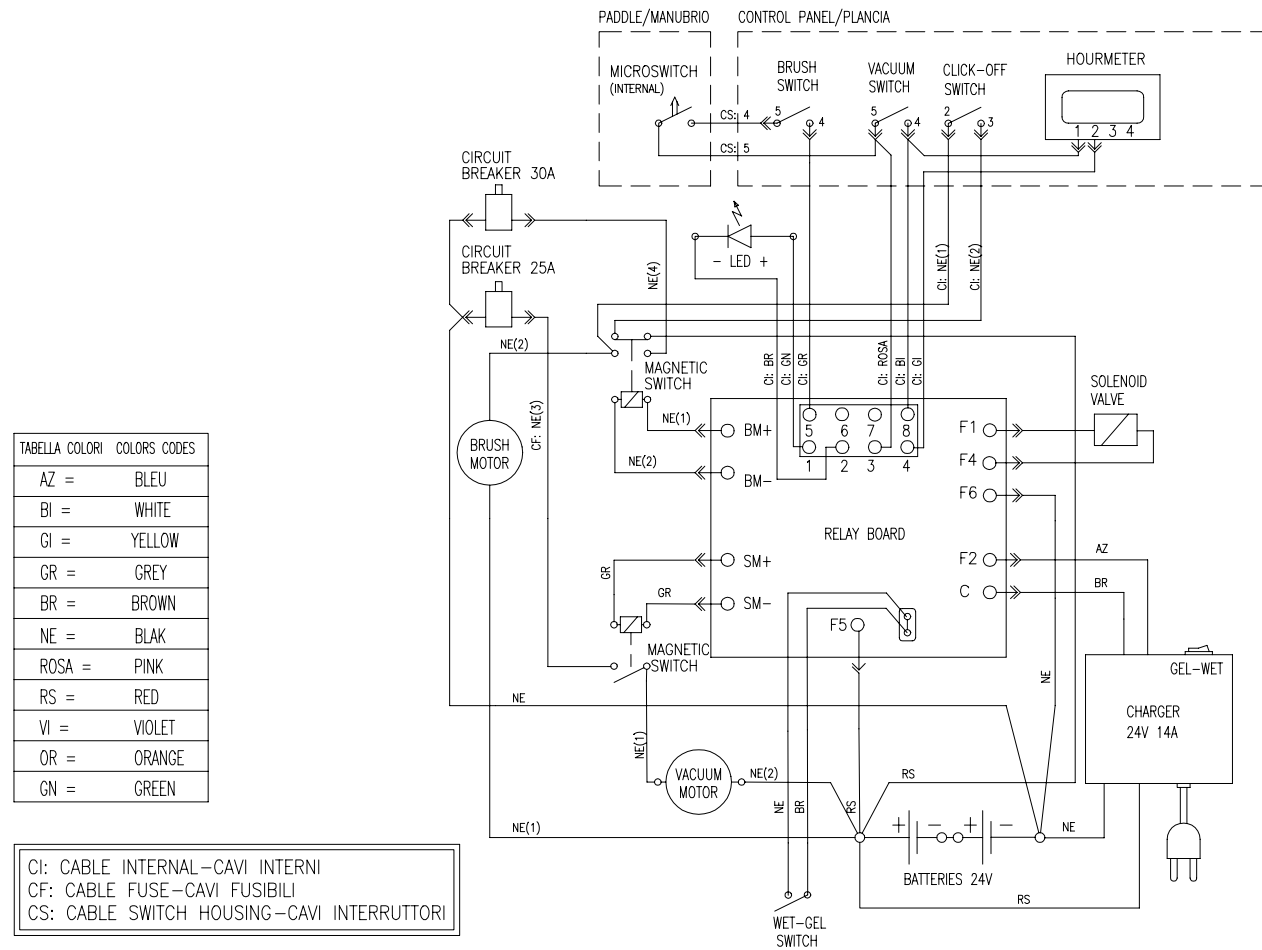 PADDLE/MANUBRIO
CONTROL PANEL/PLANCIA
MICROSWITCH
(INTERNAL)
BRUSH
SWITCH
VACUUM
SWITCH
CLICK-OFF
SWITCH
HOURMETER
CS: 4
5
4
5
4
2
3
1 2 3 4
CS: 5
CIRCUIT
BREAKER 30A
CIRCUIT
BREAKER 25A
- LED +
NE(4)
CI: NE(1)
CI: NE(2)
NE(2)
MAGNETIC
SWITCH
CI: BR
CI: GN
CI: GR
CI: ROSA
CI: BI
CI: GI
SOLENOID
VALVE
CF: NE(3)
NE(1)
BM+
5 6 7 8
F1
BRUSH
MOTOR
NE(2)
BM-
1 2 3 4
F4
F6
RELAY BOARD
GR
SM+
F2
AZ
GR
SM-
C
BR
F5
MAGNETIC
SWITCH
GEL-WET
NE
NE
CHARGER
24V 14A
NE(1)
VACUUM
MOTOR
NE(2)
NE
BR
RS
RS
NE(1)
+ - + -
NE
BATTERIES 24V
RS
WET-GEL
SWITCH
TABELLA COLORI COLORS CODES
AZ = BLEU
BI = WHITE
GI = YELLOW
GR = GREY
BR = BROWN
NE = BLAK
ROSA = PINK
RS = RED
VI = VIOLET
OR = ORANGE
GN = GREEN
CI: CABLE INTERNAL-CAVI INTERNI
CF: CABLE FUSE-CAVI FUSIBILI
CS: CABLE SWITCH HOUSING-CAVI INTERRUTTORI